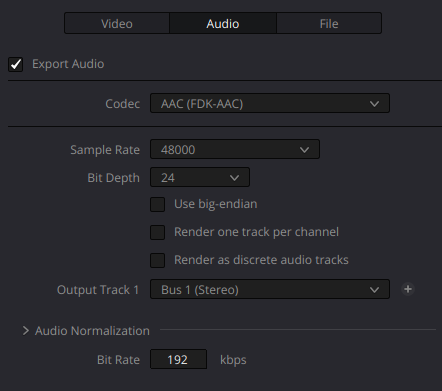 Video Audio File
Export Audio
Codec AAC (FDK-AAC)
Sample Rate 48000
Bit Depth 24
Use big-endian
Render one track per channel
Render as discrete audio tracks
Output Track 1 Bus 1 (Stereo)
Audio Normalization
Bit Rate 192 kbps